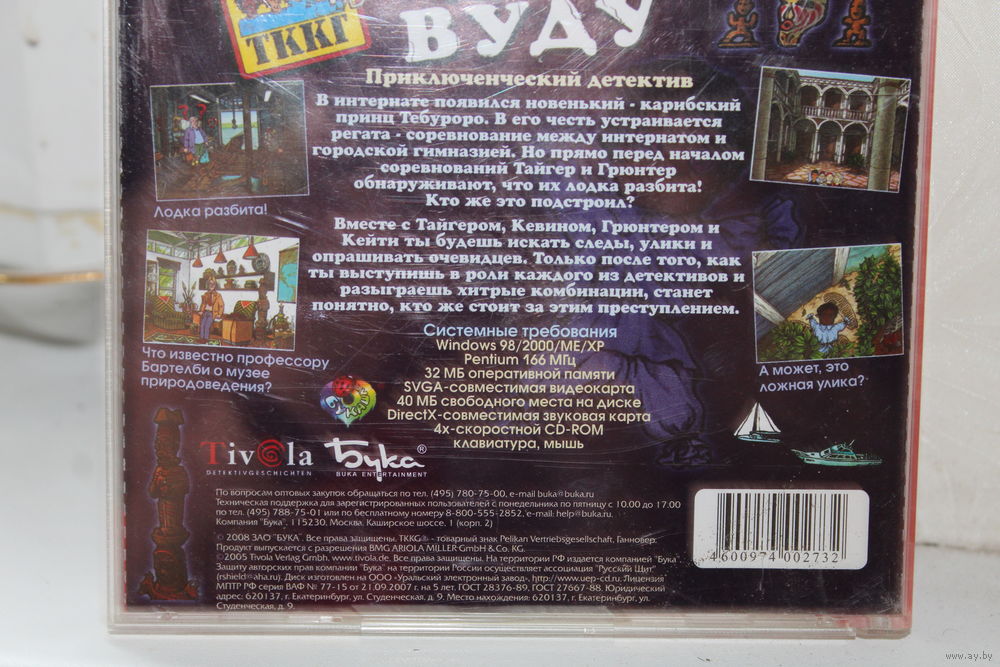 ТККГ
ВУДУ
Приключенческий детектив
В интернате появился новенький - карибский
принц Тебуроро. В его честь устраивается
регата - соревнование между интернатом и
городской гимназией. Но прямо перед началом
соревнований Тайгер и Грюнтер
обнаруживают, что их лодка разбита!
Кто же это подстроил?
Лодка разбита!
Вместе с Тайгером, Кевином, Грюнтером и
Кейти ты будешь искать следы, улики и
опрашивать очевидцев. Только после того, как
ты выступишь в роли каждого из детективов и
разыграешь хитрые комбинации, станет
понятно, кто же стоит за этим преступлением.
Что известно профессору
Бартелби о музее
природоведения?
А может, это
ложная улика?
Системные требования
Windows 98/2000/ME/XP
Pentium 166 МГц
32 МБ оперативной памяти
SVGA-совместимая видеокарта
40 МБ свободного места на диске
DirectX-совместимая звуковая карта
4x-скоростной CD-ROM
клавиатура, мышь
Tivola
DETEKTIVGESCHICHTEN
Бука®
BUKA ENTERTAINMENT
По вопросам оптовых закупок обращаться по тел. (495) 780-75-00, e-mail buka@buka.ru
Техническая поддержка для зарегистрированных пользователей с понедельника по пятницу с 10.00 до 17.00
по тел. (495) 788-75-01 или по бесплатному номеру 8-800-555-2852, e-mail: help@buka.ru.
Компания "Бука". 115230, Москва. Каширское шоссе. 1 (корп. 2)
© 2008 ЗАО "БУКА". Все права защищены. TKKG® - товарный знак Pelikan Vertriebsgesellschaft, Ганновер.
Продукт выпускается с разрешения BMG ARIOLA MILLER GmbH & Co. KG.
©2005 Tivola Verlag Gmbh. www.tivola.de. Все права защищены. На территории РФ издается компанией "Бука".
Защиту авторских прав компании "Бука" на территории России осуществляет ассоциация "Русский Щит"
(rshield@aha.ru). Диск изготовлен на ООО «Уральский электронный завод», http://www.uep-cd.ru. Лицензия
МПТР РФ серия ВАФ № 77-15 от 21.09.2007 г. на 5 лет. ГОСТ 28376-89. ГОСТ 27667-88. Юридический
адрес: 620137, г. Екатеринбург, ул. Студенческая, д. 9. Место нахождения: 620137, г. Екатеринбург, ул.
Студенческая, д. 9.
4600974002732
www.ay.by